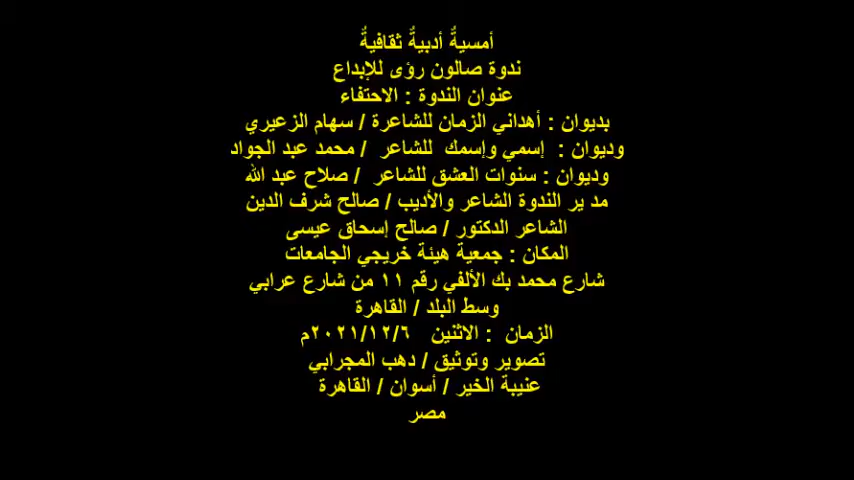 أمسيةٌ أدبيةٌ ثقافيةٌ
ندوة صالون رؤى للإبداع
عنوان الندوة : الاحتفاء
بديوان : أهداني الزمان للشاعرة / سهام الزعيري
وديوان : إسمي وإسمك للشاعر / محمد عبد الجواد
وديوان : سنوات العشق للشاعر / صلاح عبد الله
مد ير الندوة الشاعر والأديب / صالح شرف الدين
الشاعر الدكتور / صالح إسحاق عيسى
المكان : جمعية هيئة خريجي الجامعات
شارع محمد بك الألفي رقم ١١ من شارع عرابي
وسط البلد / القاهرة
الزمان : الاثنين ٢٠٢١/١٢/٦م
تصوير وتوثيق / دهب المجرابي
عنيبة الخير / أسوان / القاهرة
مصر